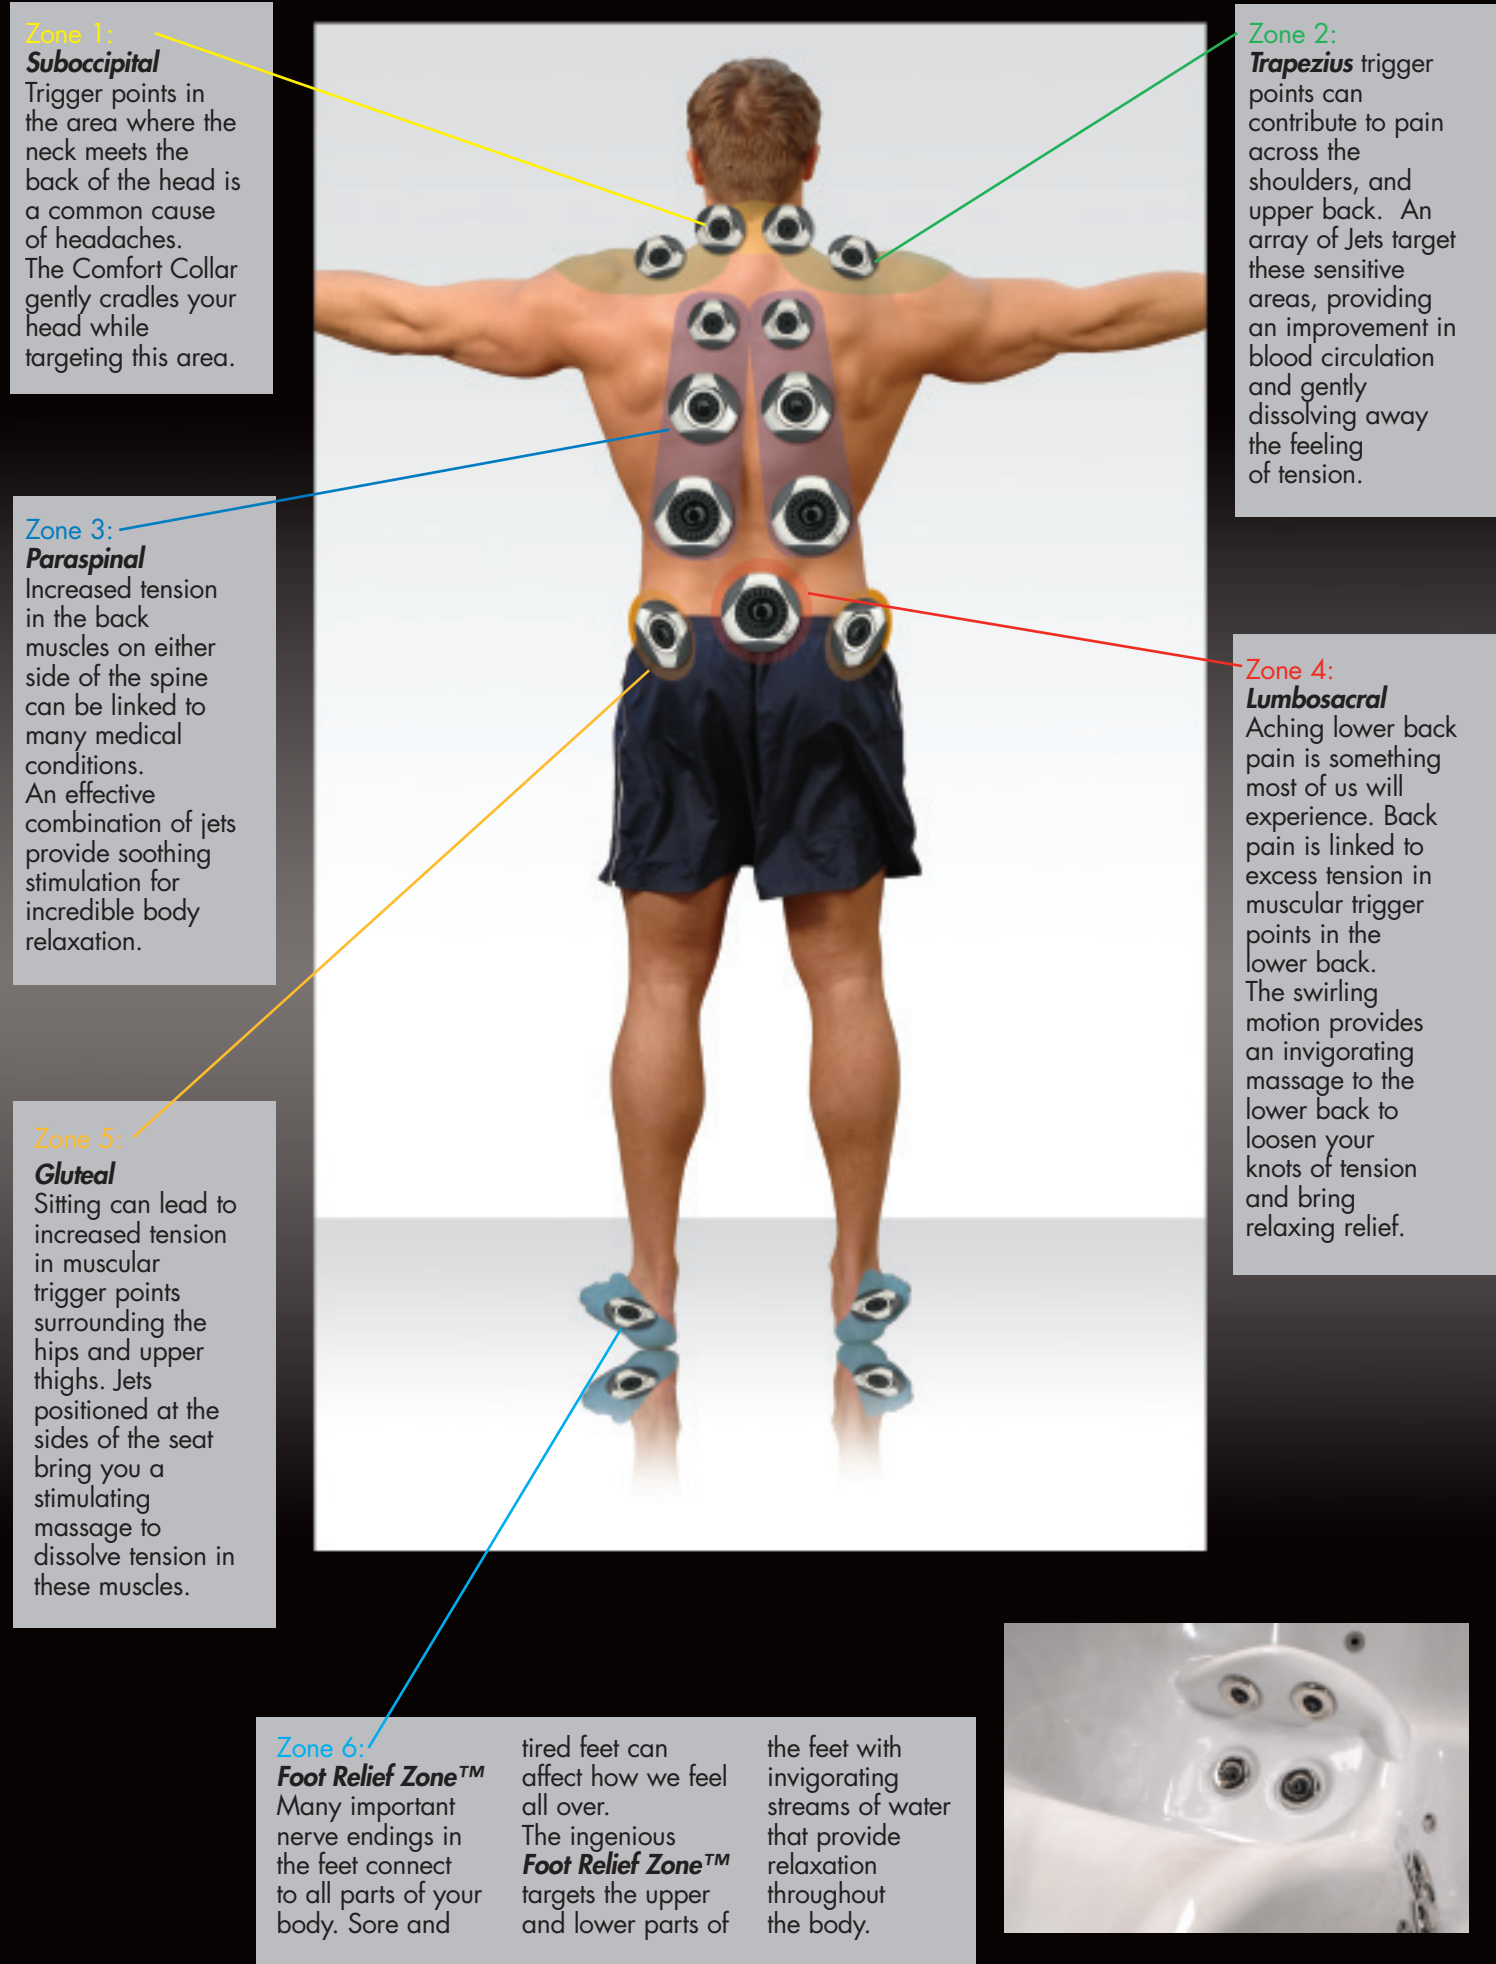 Zone 1:
Suboccipital
Trigger points in
the area where the
neck meets the
back of the head is
a common cause
of headaches.
The Comfort Collar
gently cradles your
head while
targeting this area.
Zone 2:
Trapezius trigger
points can
contribute to pain
across the
shoulders, and
upper back.  An
array of Jets target
these sensitive
areas, providing
an improvement in
blood circulation
and gently
dissolving away
the feeling
of tension.
Zone 3:
Paraspinal
Increased tension
in the back
muscles on either
side of the spine
can be linked to
many medical
conditions.
An effective
combination of jets
provide soothing
stimulation for
incredible body
relaxation.
Zone 4:
Lumbosacral
Aching lower back
pain is something
most of us will
experience. Back
pain is linked to
excess tension in
muscular trigger
points in the
lower back.
The swirling
motion provides
an invigorating
massage to the
lower back to
loosen your
knots of tension
and bring
relaxing relief.
Zone 5:
Gluteal
Sitting can lead to
increased tension
in muscular
trigger points
surrounding the
hips and upper
thighs. Jets
positioned at the
sides of the seat
bring you a
stimulating
massage to
dissolve tension in
these muscles.
Zone 6:
Foot Relief Zone™
Many important
nerve endings in
the feet connect
to all parts of your
body. Sore and
tired feet can
affect how we feel
all over.
The ingenious
Foot Relief Zone™
targets the upper
and lower parts of
the feet with
invigorating
streams of water
that provide
relaxation
throughout
the body.